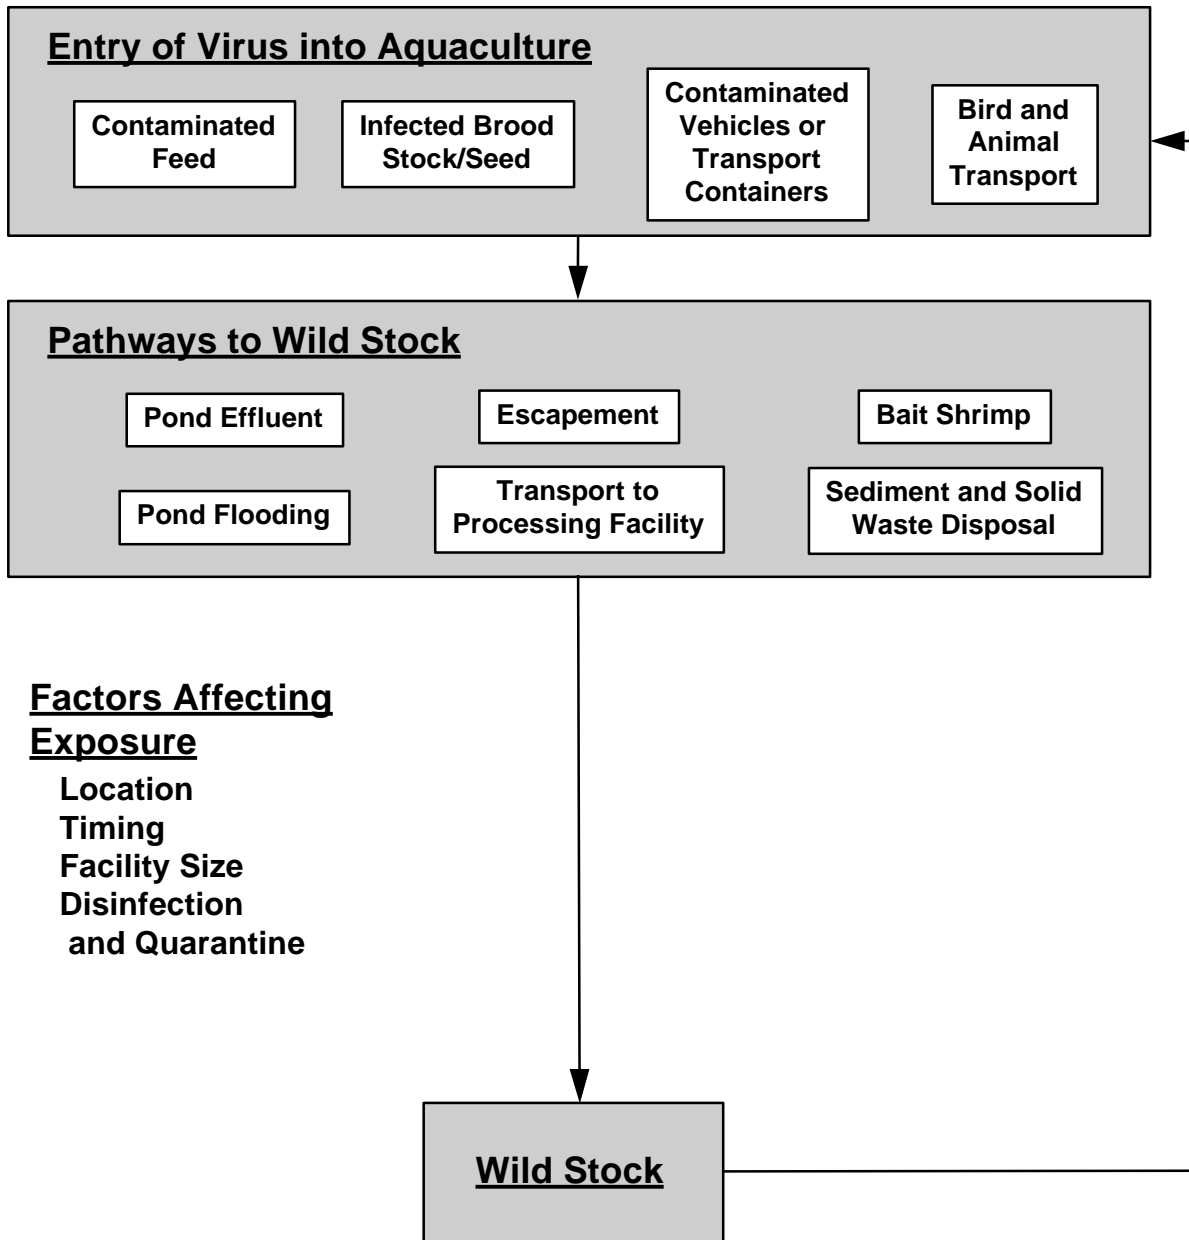 Entry of Virus into Aquaculture
Contaminated
Feed
Infected Brood
Stock/Seed
Contaminated
Vehicles or
Transport
Containers
Bird and
Animal
Transport
Pathways to Wild Stock
Pond Effluent
Escapement
Bait Shrimp
Pond Flooding
Transport to
Processing Facility
Sediment and Solid
Waste Disposal
Factors Affecting
Exposure
Location
Timing
Facility Size
Disinfection
and Quarantine
Wild Stock